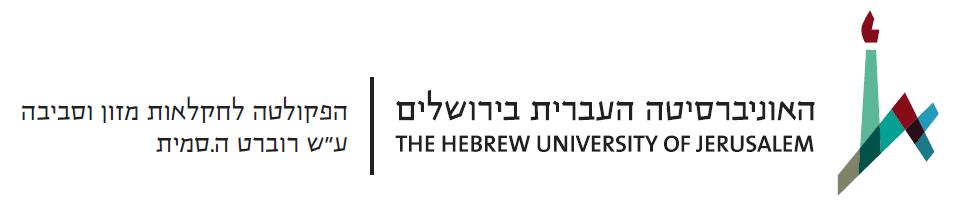 האוניברסיטה העברית בירושלים
THE HEBREW UNIVERSITY OF JERUSALEM
הפקולטה לחקלאות מזון וסביבה
ע"ש רוברט ה.סמית